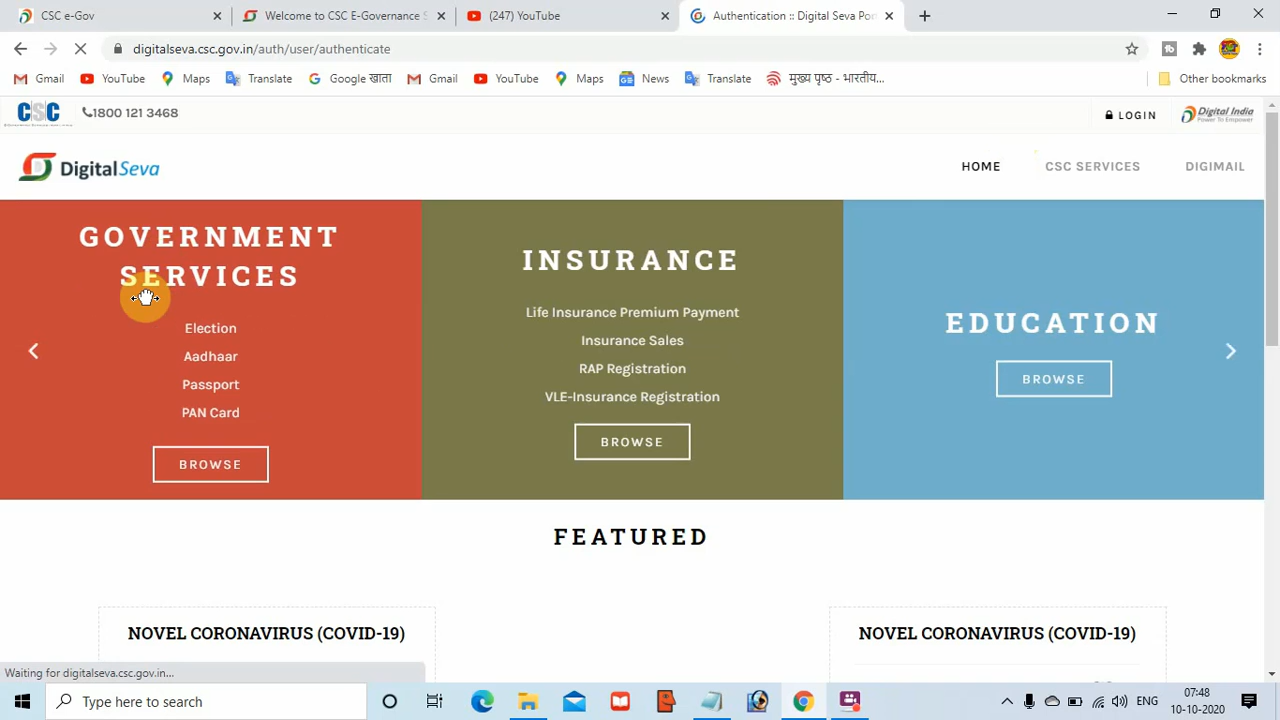 CSC e-Gov
Welcome to CSC E-Governance S
(247) YouTube
Authentication :: Digital Seva Por
digitalseva.csc.gov.in/auth/user/authenticate
Gmail YouTube Maps Translate Google खाता Gmail YouTube Maps News Translate मुख्य पृष्ठ - भारतीय... Other bookmarks
CSC 1800 121 3468 LOGIN Digital India
Power To Empower
DigitalSeva HOME CSC SERVICES DIGIMAIL
GOVERNMENT
SERVICES
Election
Aadhaar
Passport
PAN Card
BROWSE
INSURANCE
Life Insurance Premium Payment
Insurance Sales
RAP Registration
VLE-Insurance Registration
BROWSE
EDUCATION
BROWSE
FEATURED
NOVEL CORONAVIRUS (COVID-19)
NOVEL CORONAVIRUS (COVID-19)
Waiting for digitalseva.csc.gov.in...
Type here to search
ENG
07:48
10-10-2020